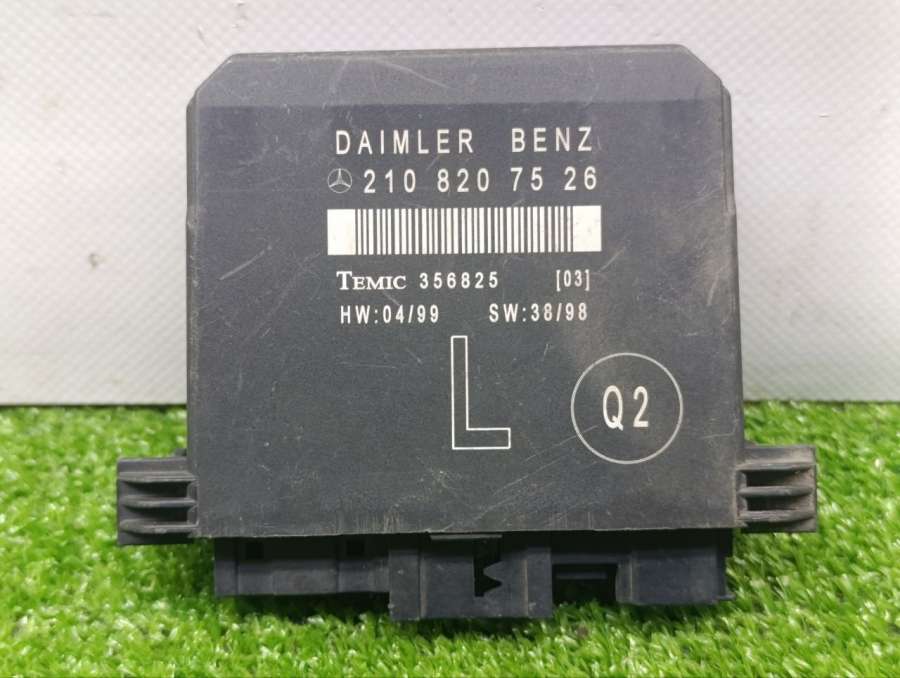 DAIMLER BENZ
210 820 75 26
TEMIC 356825 [03]
HW:04/99 SW:38/98
L
Q2